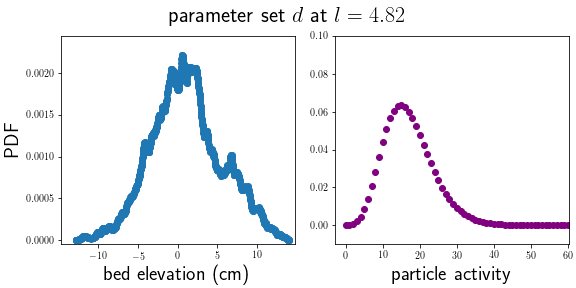 parameter set d at l = 4.82
PDF
0.0020
0.0015
0.0010
0.0005
0.0000
−10 −5 0 5 10
bed elevation (cm)
0.10
0.08
0.06
0.04
0.02
0.00
0 10 20 30 40 50 60
particle activity